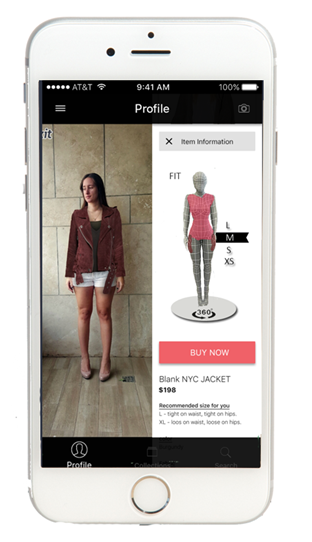 AT&T 9:41 AM 100%
Profile
Item Information
FIT
L
M
S
XS
360°
BUY NOW
Blank NYC JACKET
$198
Recommended size for you
L - tight on waist, tight on hips.
XL - loos on waist, loose on hips.
Profile Collections Search